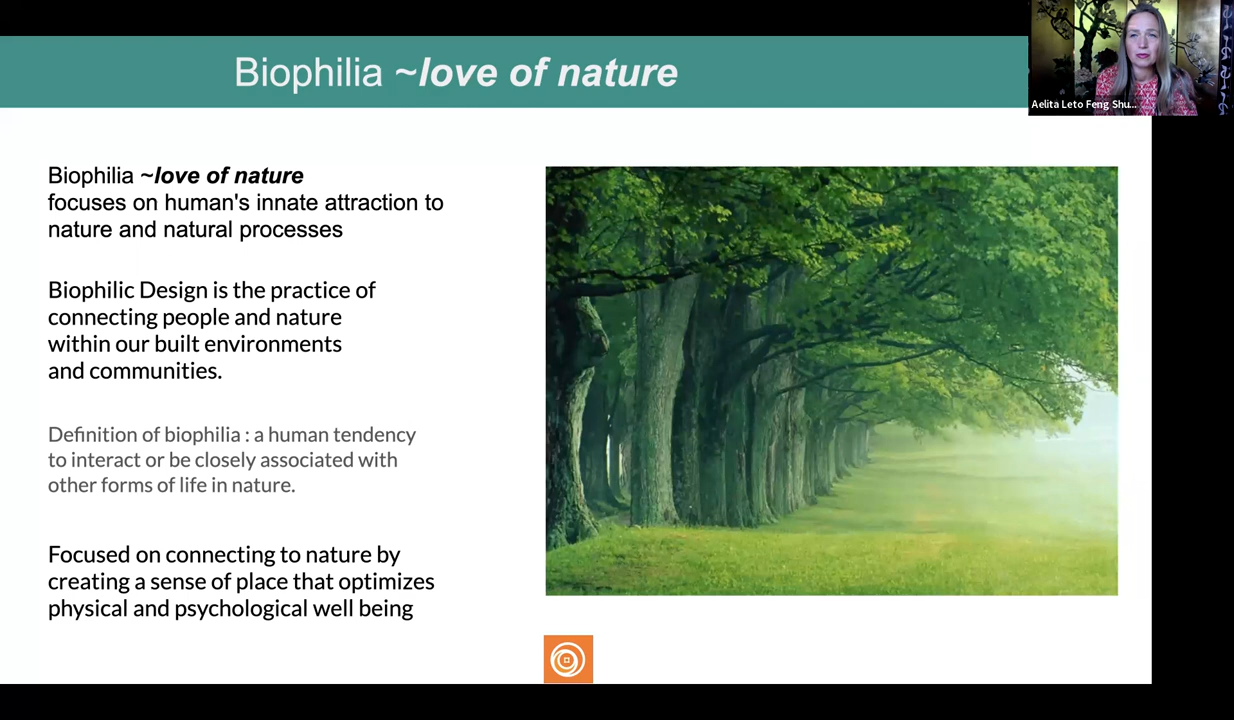 Biophilia ~love of nature
Aelita Leto Feng Shu...
Biophilia ~love of nature
focuses on human's innate attraction to
nature and natural processes
Biophilic Design is the practice of
connecting people and nature
within our built environments
and communities.
Definition of biophilia : a human tendency
to interact or be closely associated with
other forms of life in nature.
Focused on connecting to nature by
creating a sense of place that optimizes
physical and psychological well being